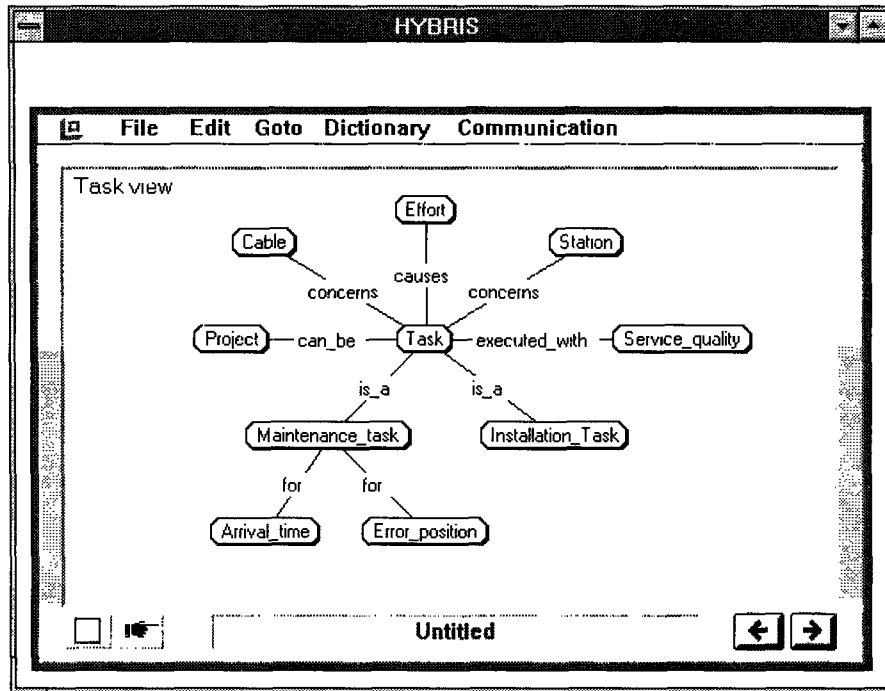 HYBRIS
File Edit Goto Dictionary Communication
Task view
Effort
Cable
Station
causes
concerns
concerns
Project
can_be
Task
executed_with
Service_quality
is_a
is_a
Maintenance_task
Installation_Task
for
for
Arrival_time
Error_position
Untitled